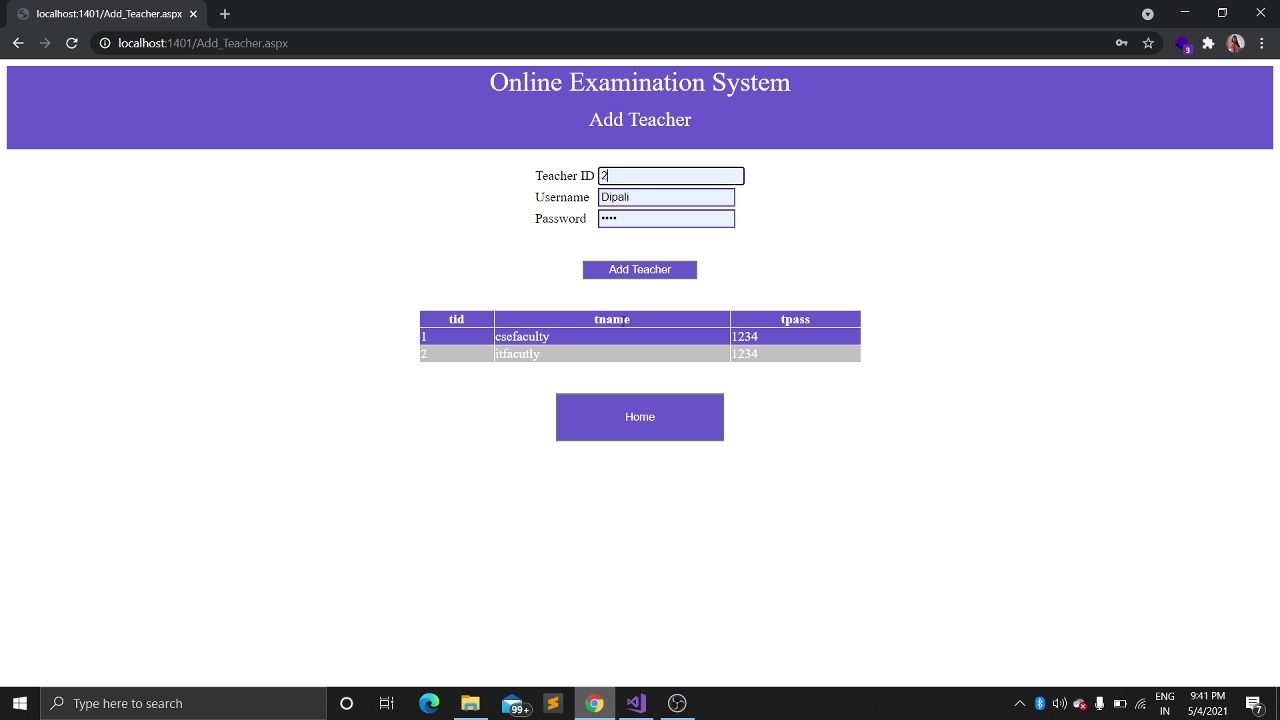 localhost:1401/Add_Teacher.aspx
localhost:1401/Add_Teacher.aspx
3
Online Examination System
Add Teacher
Teacher ID 2
Username Dipali
Password ••••
Add Teacher
tid tname tpass
1 csefaculty 1234
2 itfacutly 1234
Home
Type here to search
99+
ENG
IN
9:41 PM
5/4/2021
7